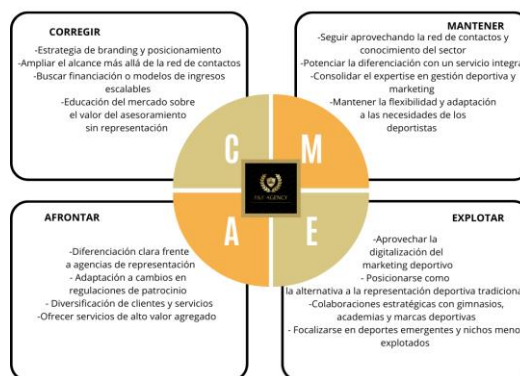 CORREGIR
-Estrategia de branding y posicionamiento
-Ampliar el alcance más allá de la red de contactos
-Buscar financiación o modelos de ingresos
escalables
-Educación del mercado sobre
el valor del asesoramiento
sin representación
MANTENER
-Seguir aprovechando la red de contactos y
conocimiento del sector
-Potenciar la diferenciación con un servicio integra
-Consolidar el expertise en gestión deportiva y
marketing
-Mantener la flexibilidad y adaptación
a las necesidades de los
deportistas
C
M
A
E
AGENCY
AFRONTAR
-Diferenciación clara frente
a agencias de representación
- Adaptación a cambios en
regulaciones de patrocinio
- Diversificación de clientes y servicios
-Ofrecer servicios de alto valor agregado
EXPLOTAR
-Aprovechar la
digitalización del
marketing deportivo
- Posicionarse como
la alternativa a la representación deportiva tradiciona
-Colaboraciones estratégicas con gimnasios,
academias y marcas deportivas
- Focalizarse en deportes emergentes y nichos meno
explotados